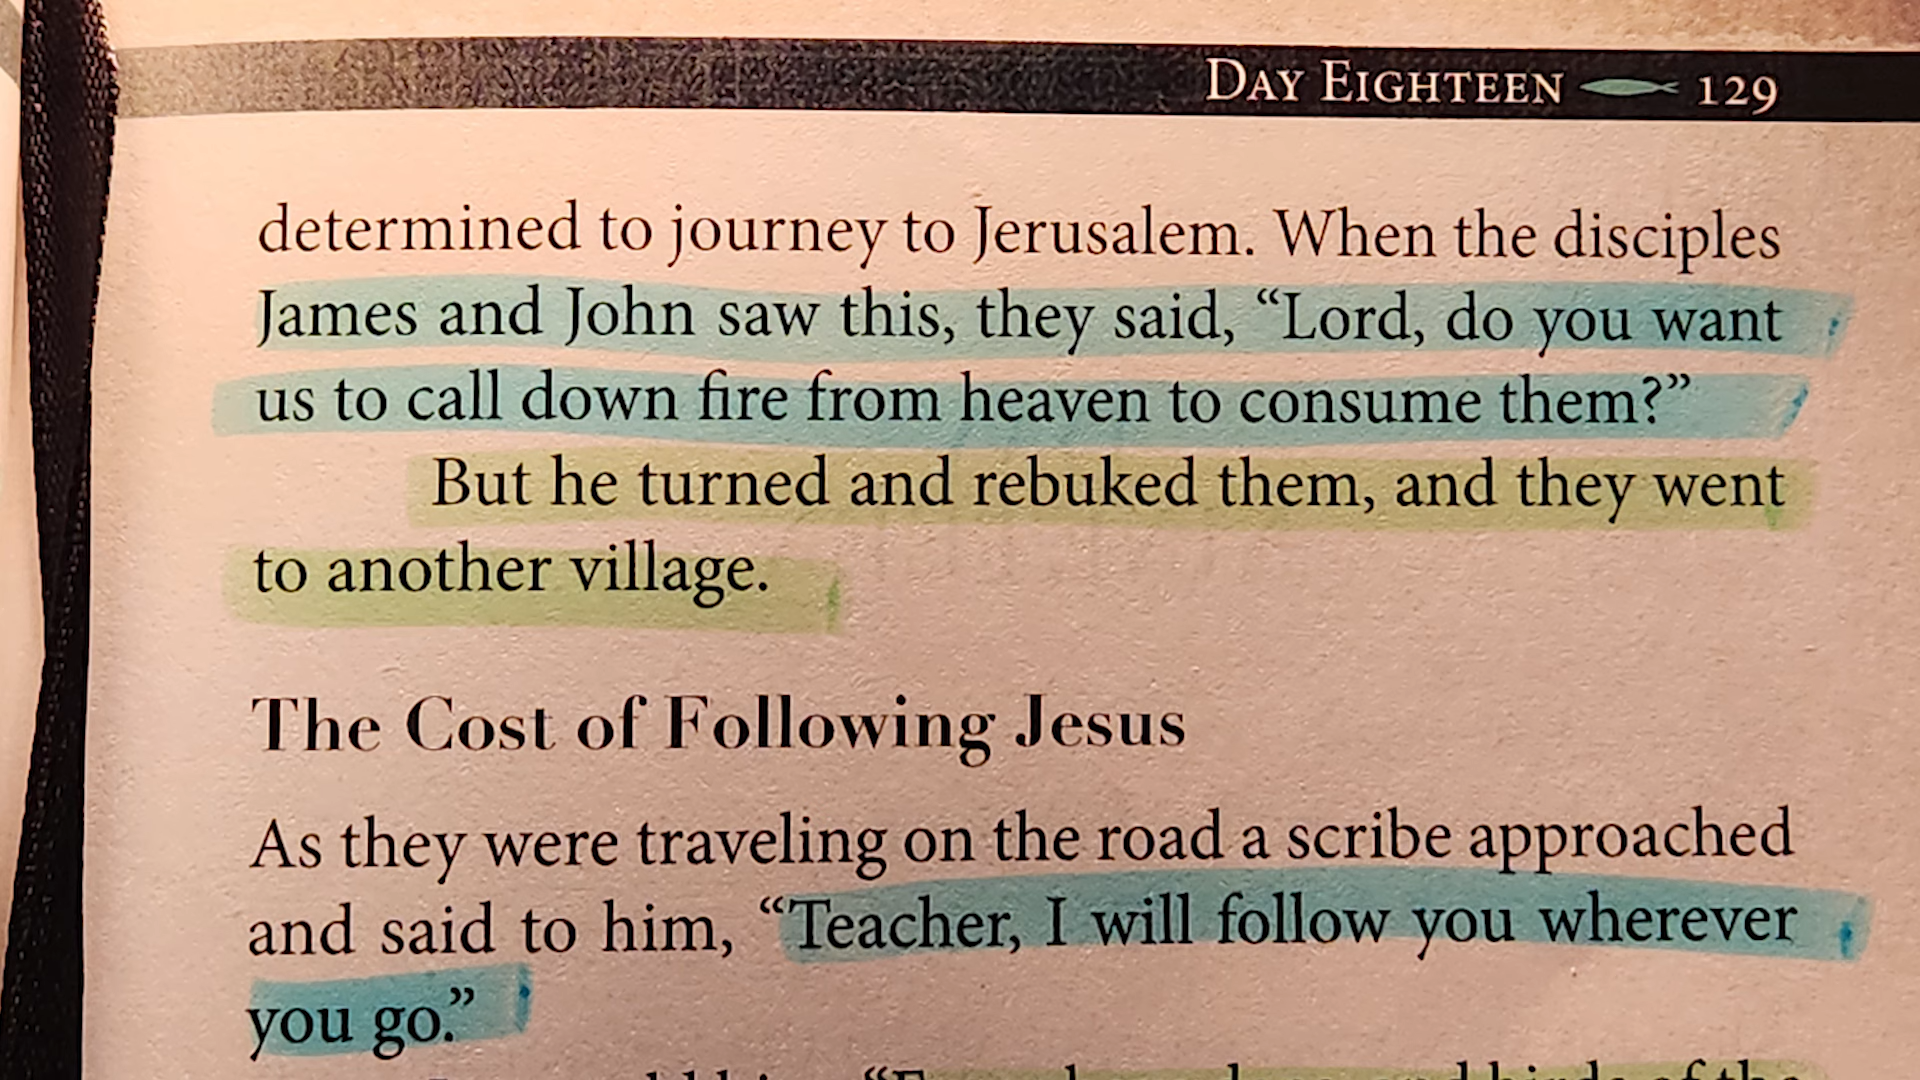 DAY EIGHTEEN 129
determined to journey to Jerusalem. When the disciples
James and John saw this, they said, “Lord, do you want
us to call down fire from heaven to consume them?”
But he turned and rebuked them, and they went
to another village.
The Cost of Following Jesus
As they were traveling on the road a scribe approached
and said to him, “Teacher, I will follow you wherever
you go.”